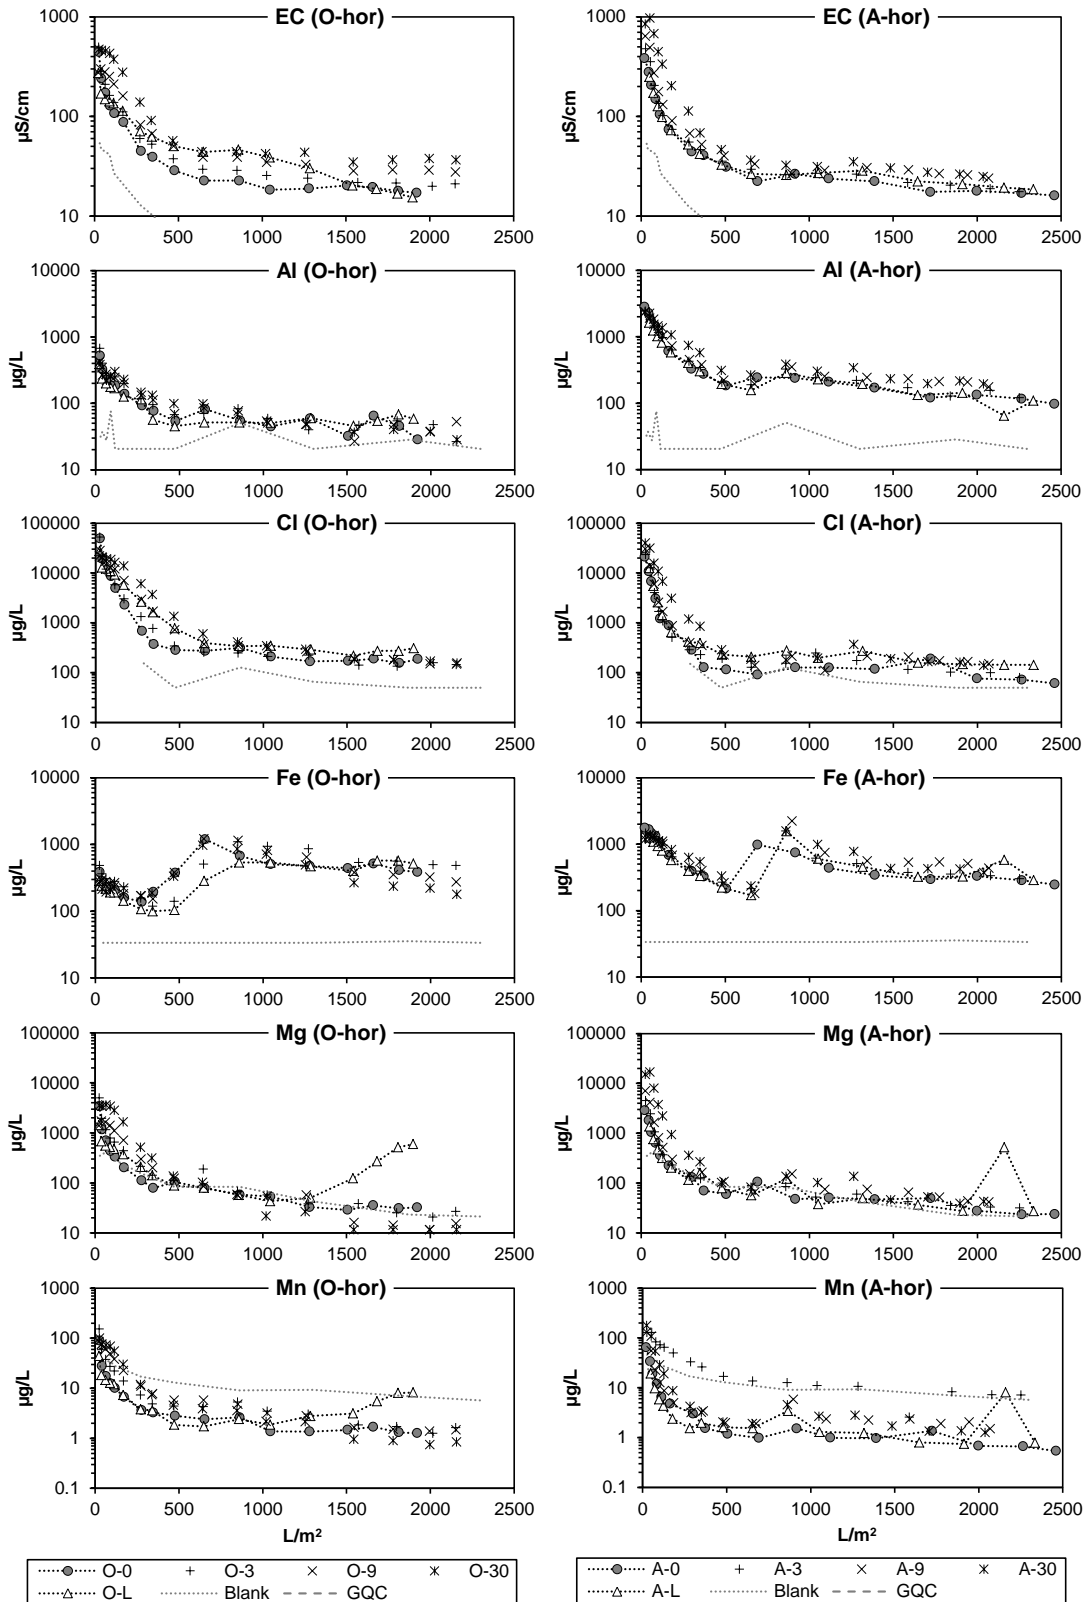 EC (O-hor)
1000
100
10
µS/cm
0 500 1000 1500 2000 2500
EC (A-hor)
1000
100
10
µS/cm
0 500 1000 1500 2000 2500
Al (O-hor)
10000
1000
100
10
µg/L
0 500 1000 1500 2000 2500
Al (A-hor)
10000
1000
100
10
µg/L
0 500 1000 1500 2000 2500
Cl (O-hor)
100000
10000
1000
100
10
µg/L
0 500 1000 1500 2000 2500
Cl (A-hor)
100000
10000
1000
100
10
µg/L
0 500 1000 1500 2000 2500
Fe (O-hor)
10000
1000
100
10
µg/L
0 500 1000 1500 2000 2500
Fe (A-hor)
10000
1000
100
10
µg/L
0 500 1000 1500 2000 2500
Mg (O-hor)
100000
10000
1000
100
10
µg/L
0 500 1000 1500 2000 2500
Mg (A-hor)
100000
10000
1000
100
10
µg/L
0 500 1000 1500 2000 2500
Mn (O-hor)
1000
100
10
1
0.1
µg/L
0 500 1000 1500 2000 2500
L/m²
Mn (A-hor)
1000
100
10
1
0.1
µg/L
0 500 1000 1500 2000 2500
L/m²
O-0 O-3 O-9 O-30
O-L Blank GQC
A-0 A-3 A-9 A-30
A-L Blank GQC